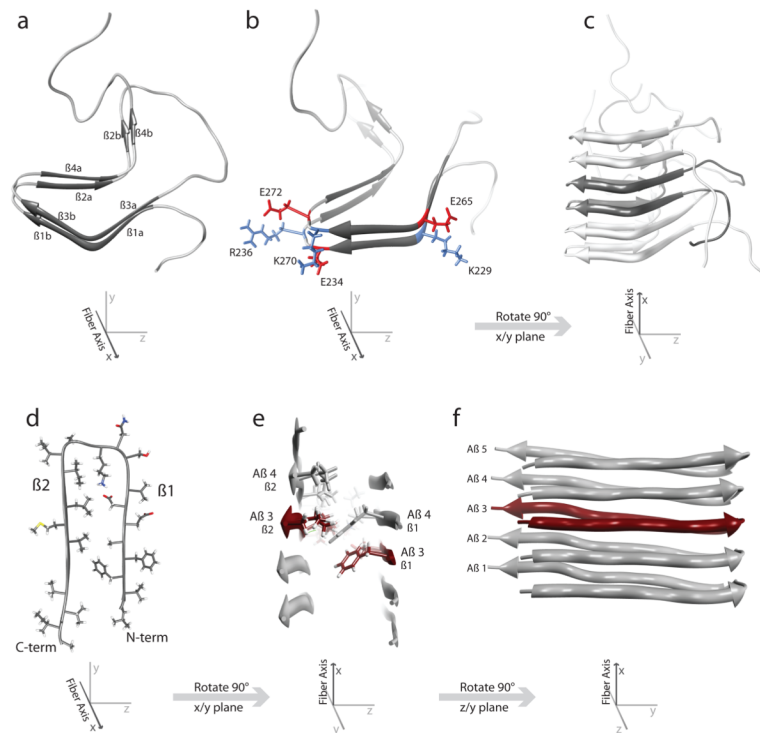 a
b
c
ß2b
ß4b
ß4a
ß2a
ß3b
ß3a
ß1b
ß1a
E272
E265
R236
K270
E234
K229
y
z
Fiber Axis
x
y
z
Fiber Axis
x
Rotate 90°
x/y plane
Fiber Axis
x
z
y
d
e
f
ß2
ß1
C-term
N-term
Aß 4
ß2
Aß 3
ß2
Aß 4
ß1
Aß 3
ß1
Aß 5
Aß 4
Aß 3
Aß 2
Aß 1
y
z
Fiber Axis
x
Rotate 90°
x/y plane
Fiber Axis
x
z
y
Rotate 90°
z/y plane
Fiber Axis
x
y
z